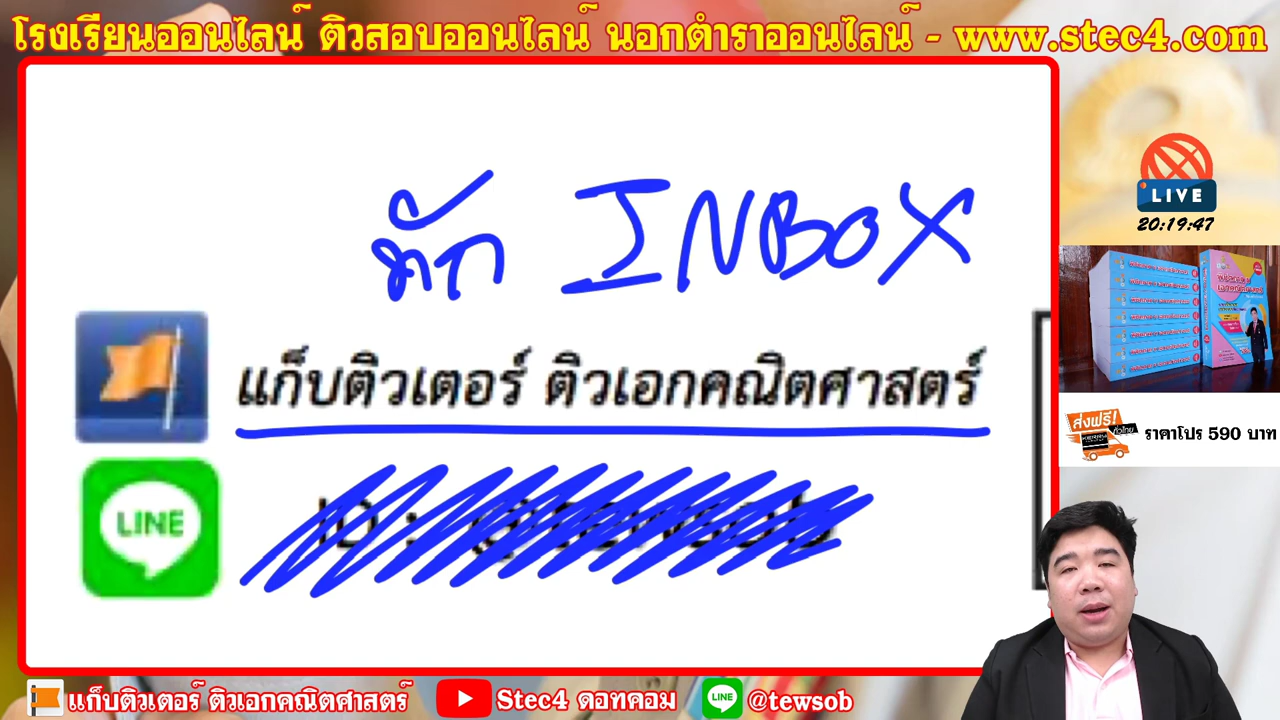 โรงเรียนออนไลน์ ติวสอบออนไลน์ นอกตำราออนไลน์ - www.stec4.com
ทัก INBOX
LIVE
20:19:47
แก็บติวเตอร์ ติวเอกคณิตศาสตร์
LINE
ส่งฟรี!
ทั่วไทย
KERRY
ราคาโปร 590 บาท
แก็บติวเตอร์ ติวเอกคณิตศาสตร์
Stec4 ดอทคอม
LINE
@tewsob